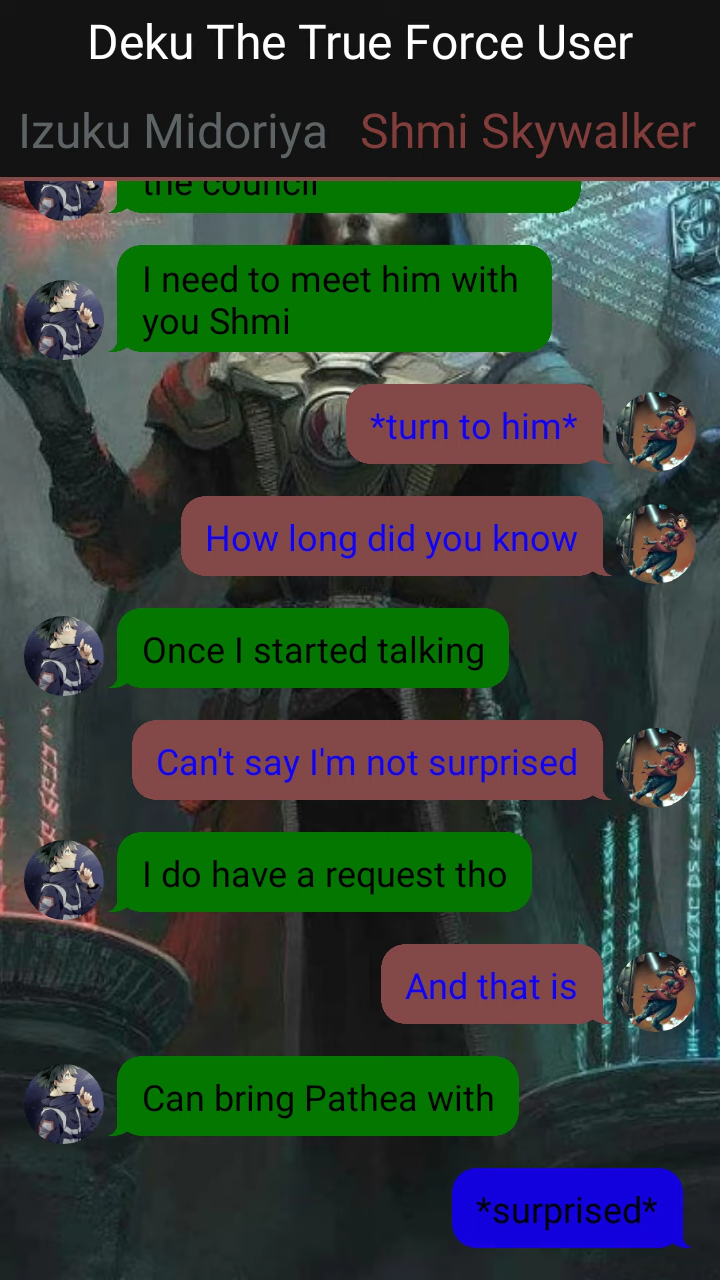 Deku The True Force User
Izuku Midoriya
Shmi Skywalker
the council
I need to meet him with
you Shmi
*turn to him*
How long did you know
Once I started talking
Can't say I'm not surprised
I do have a request tho
And that is
Can bring Pathea with
*surprised*